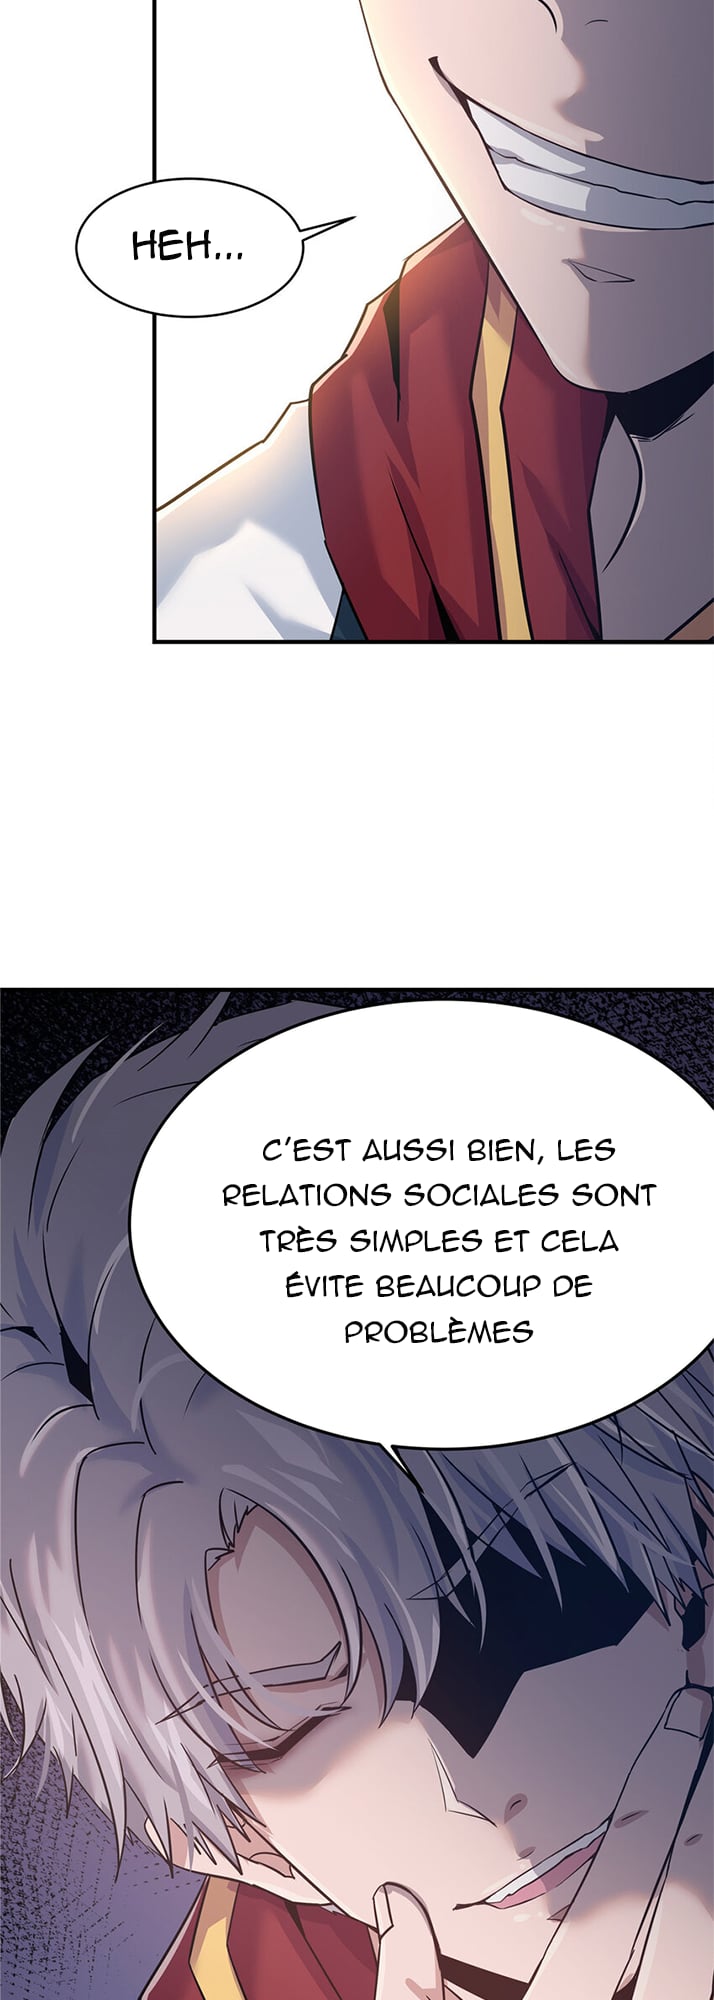 HEH...
C'EST AUSSI BIEN, LES
RELATIONS SOCIALES SONT
TRÈS SIMPLES ET CELA
ÉVITE BEAUCOUP DE
PROBLÈMES